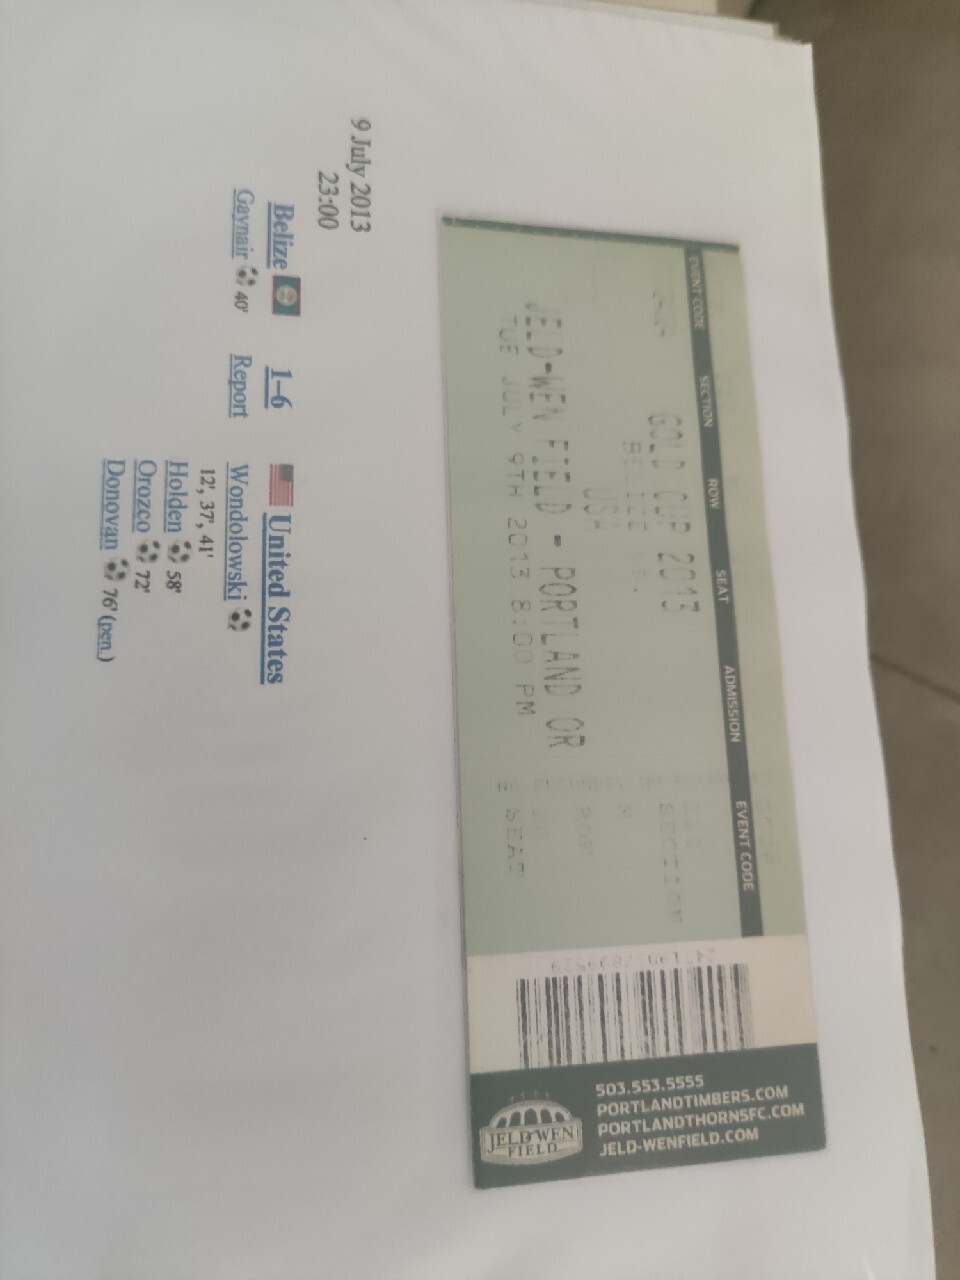 EVENT CODE SECTION ROW SEAT ADMISSION EVENT CODE
GOLD CUP 2013
BELIZE VS.
USA
JELD-WEN FIELD - PORTLAND OR
TUE JULY 9TH 2013 8:00 PM
SECTION
ROW
SEAT
503.553.5555
PORTLANDTIMBERS.COM
PORTLANDTHORNSFC.COM
JELD-WENFIELD.COM
JELD-WEN
FIELD
9 July 2013
23:00
Belize 1–6 United States
Gaynair 40' Report Wondolowski
12', 37', 41'
Holden 58'
Orozco 72'
Donovan 76' (pen.)